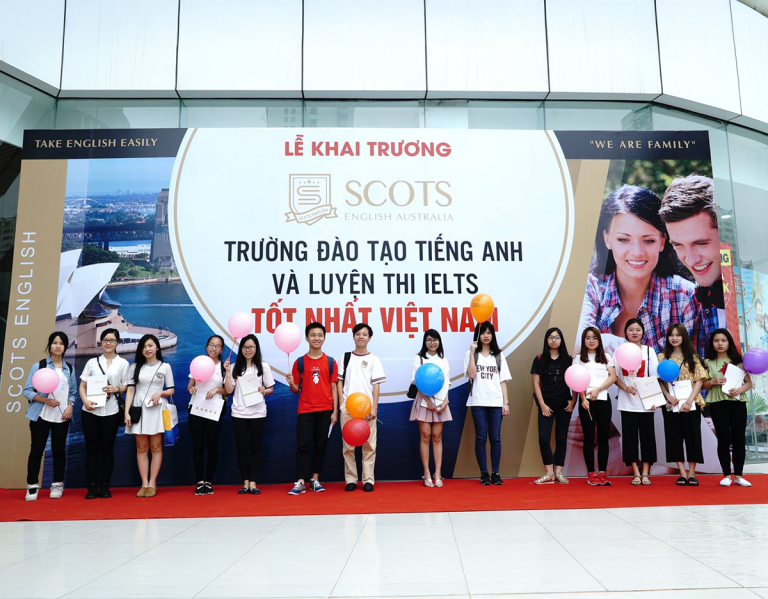 TAKE ENGLISH EASILY
"WE ARE FAMILY"
LỄ KHAI TRƯƠNG
SCOTS
ENGLISH AUSTRALIA
TRƯỜNG ĐÀO TẠO TIẾNG ANH
VÀ LUYỆN THI IELTS
TỐT NHẤT VIỆT NAM
SCOTS ENGLISH
NEW YORK
CITY